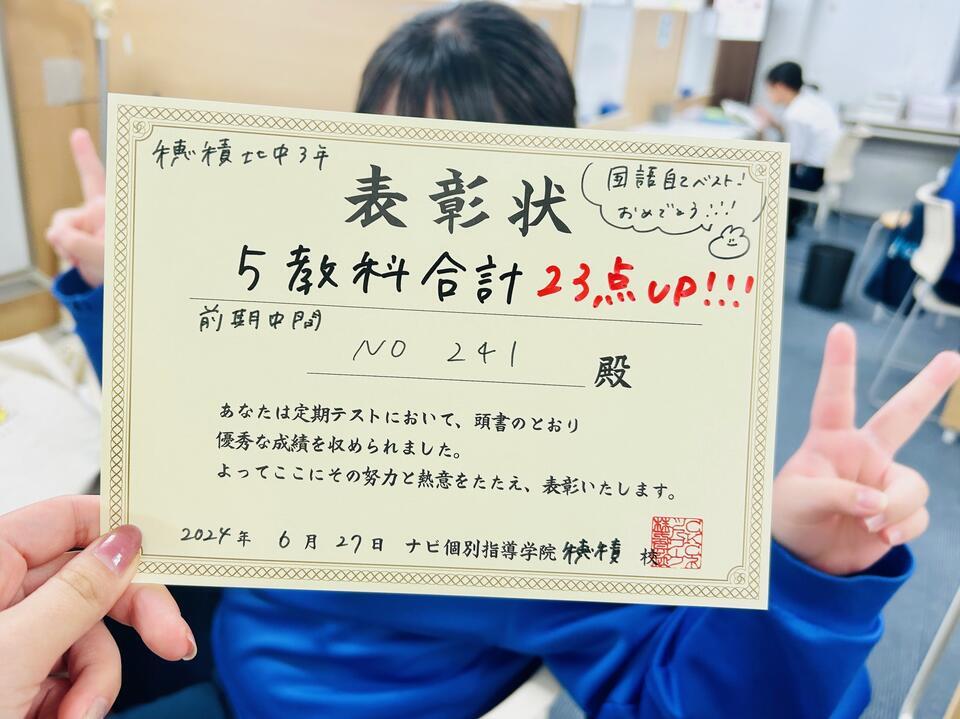 穂積北中3年
表彰状
国語自己ベスト!
おめでとう!!!
5教科合計 23点UP!!!
前期中間
NO 241 殿
あなたは定期テストにおいて、頭書のとおり
優秀な成績を収められました。
よってここにその努力と熱意をたたえ、表彰いたします。
2024年 6月 27日 ナビ個別指導学院 穂積 校